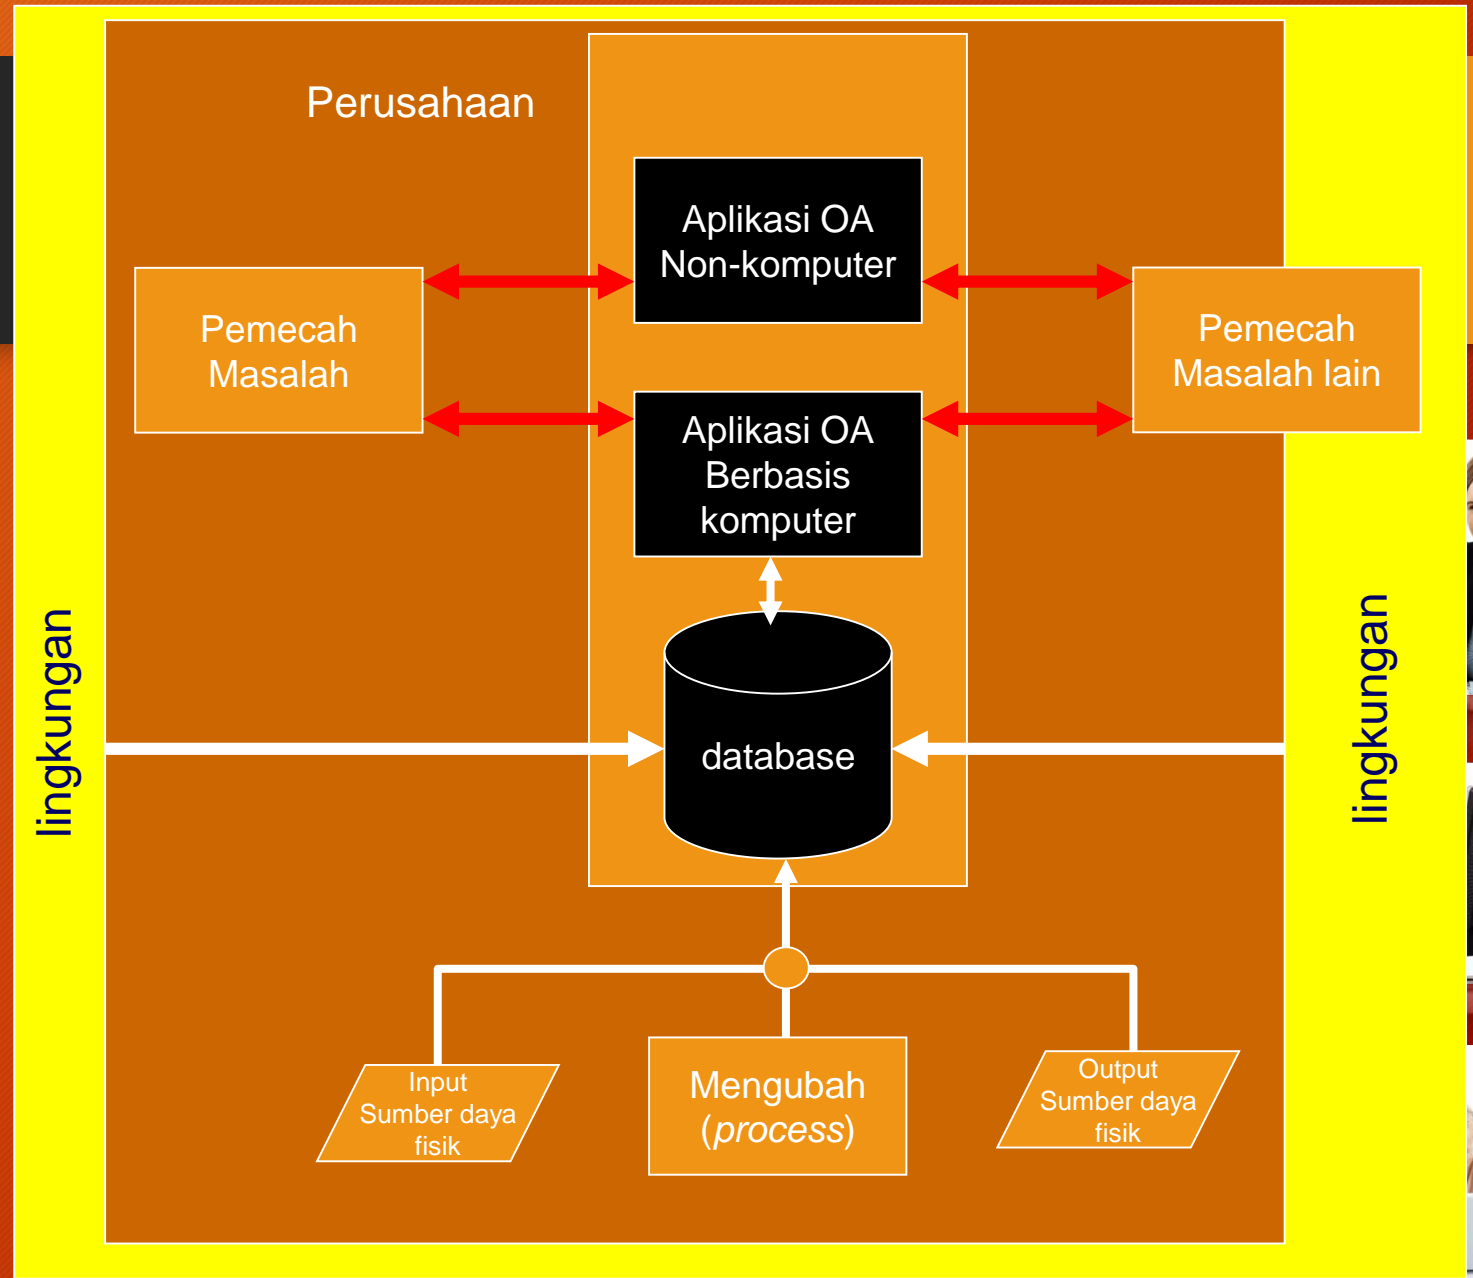 Perusahaan
Aplikasi OA
Non-komputer
Pemecah
Masalah
Pemecah
Masalah lain
Aplikasi OA
Berbasis
komputer
lingkungan
lingkungan
database
Input
Sumber daya
fisik
Mengubah
(process)
Output
Sumber daya
fisik